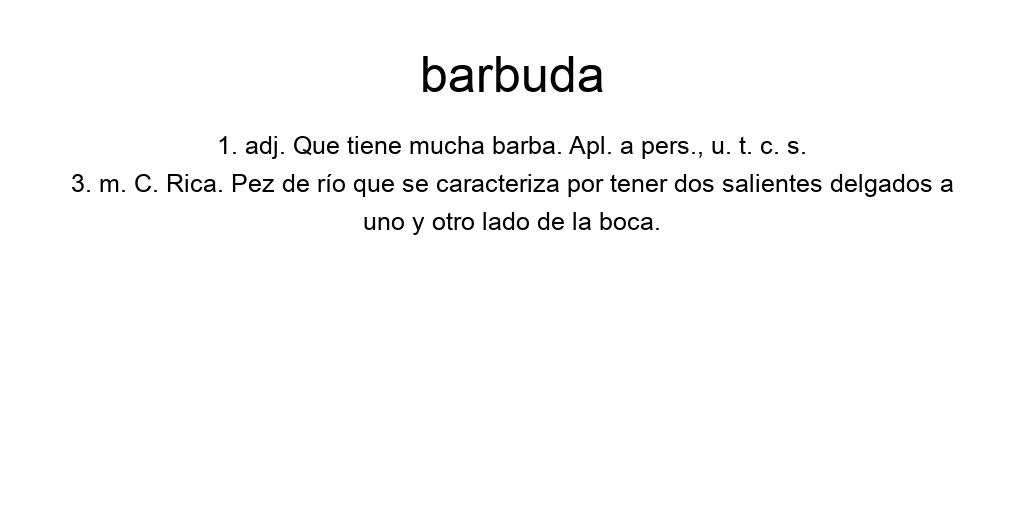 barbuda
1. adj. Que tiene mucha barba. Apl. a pers., u. t. c. s.
3. m. C. Rica. Pez de río que se caracteriza por tener dos salientes delgados a
uno y otro lado de la boca.